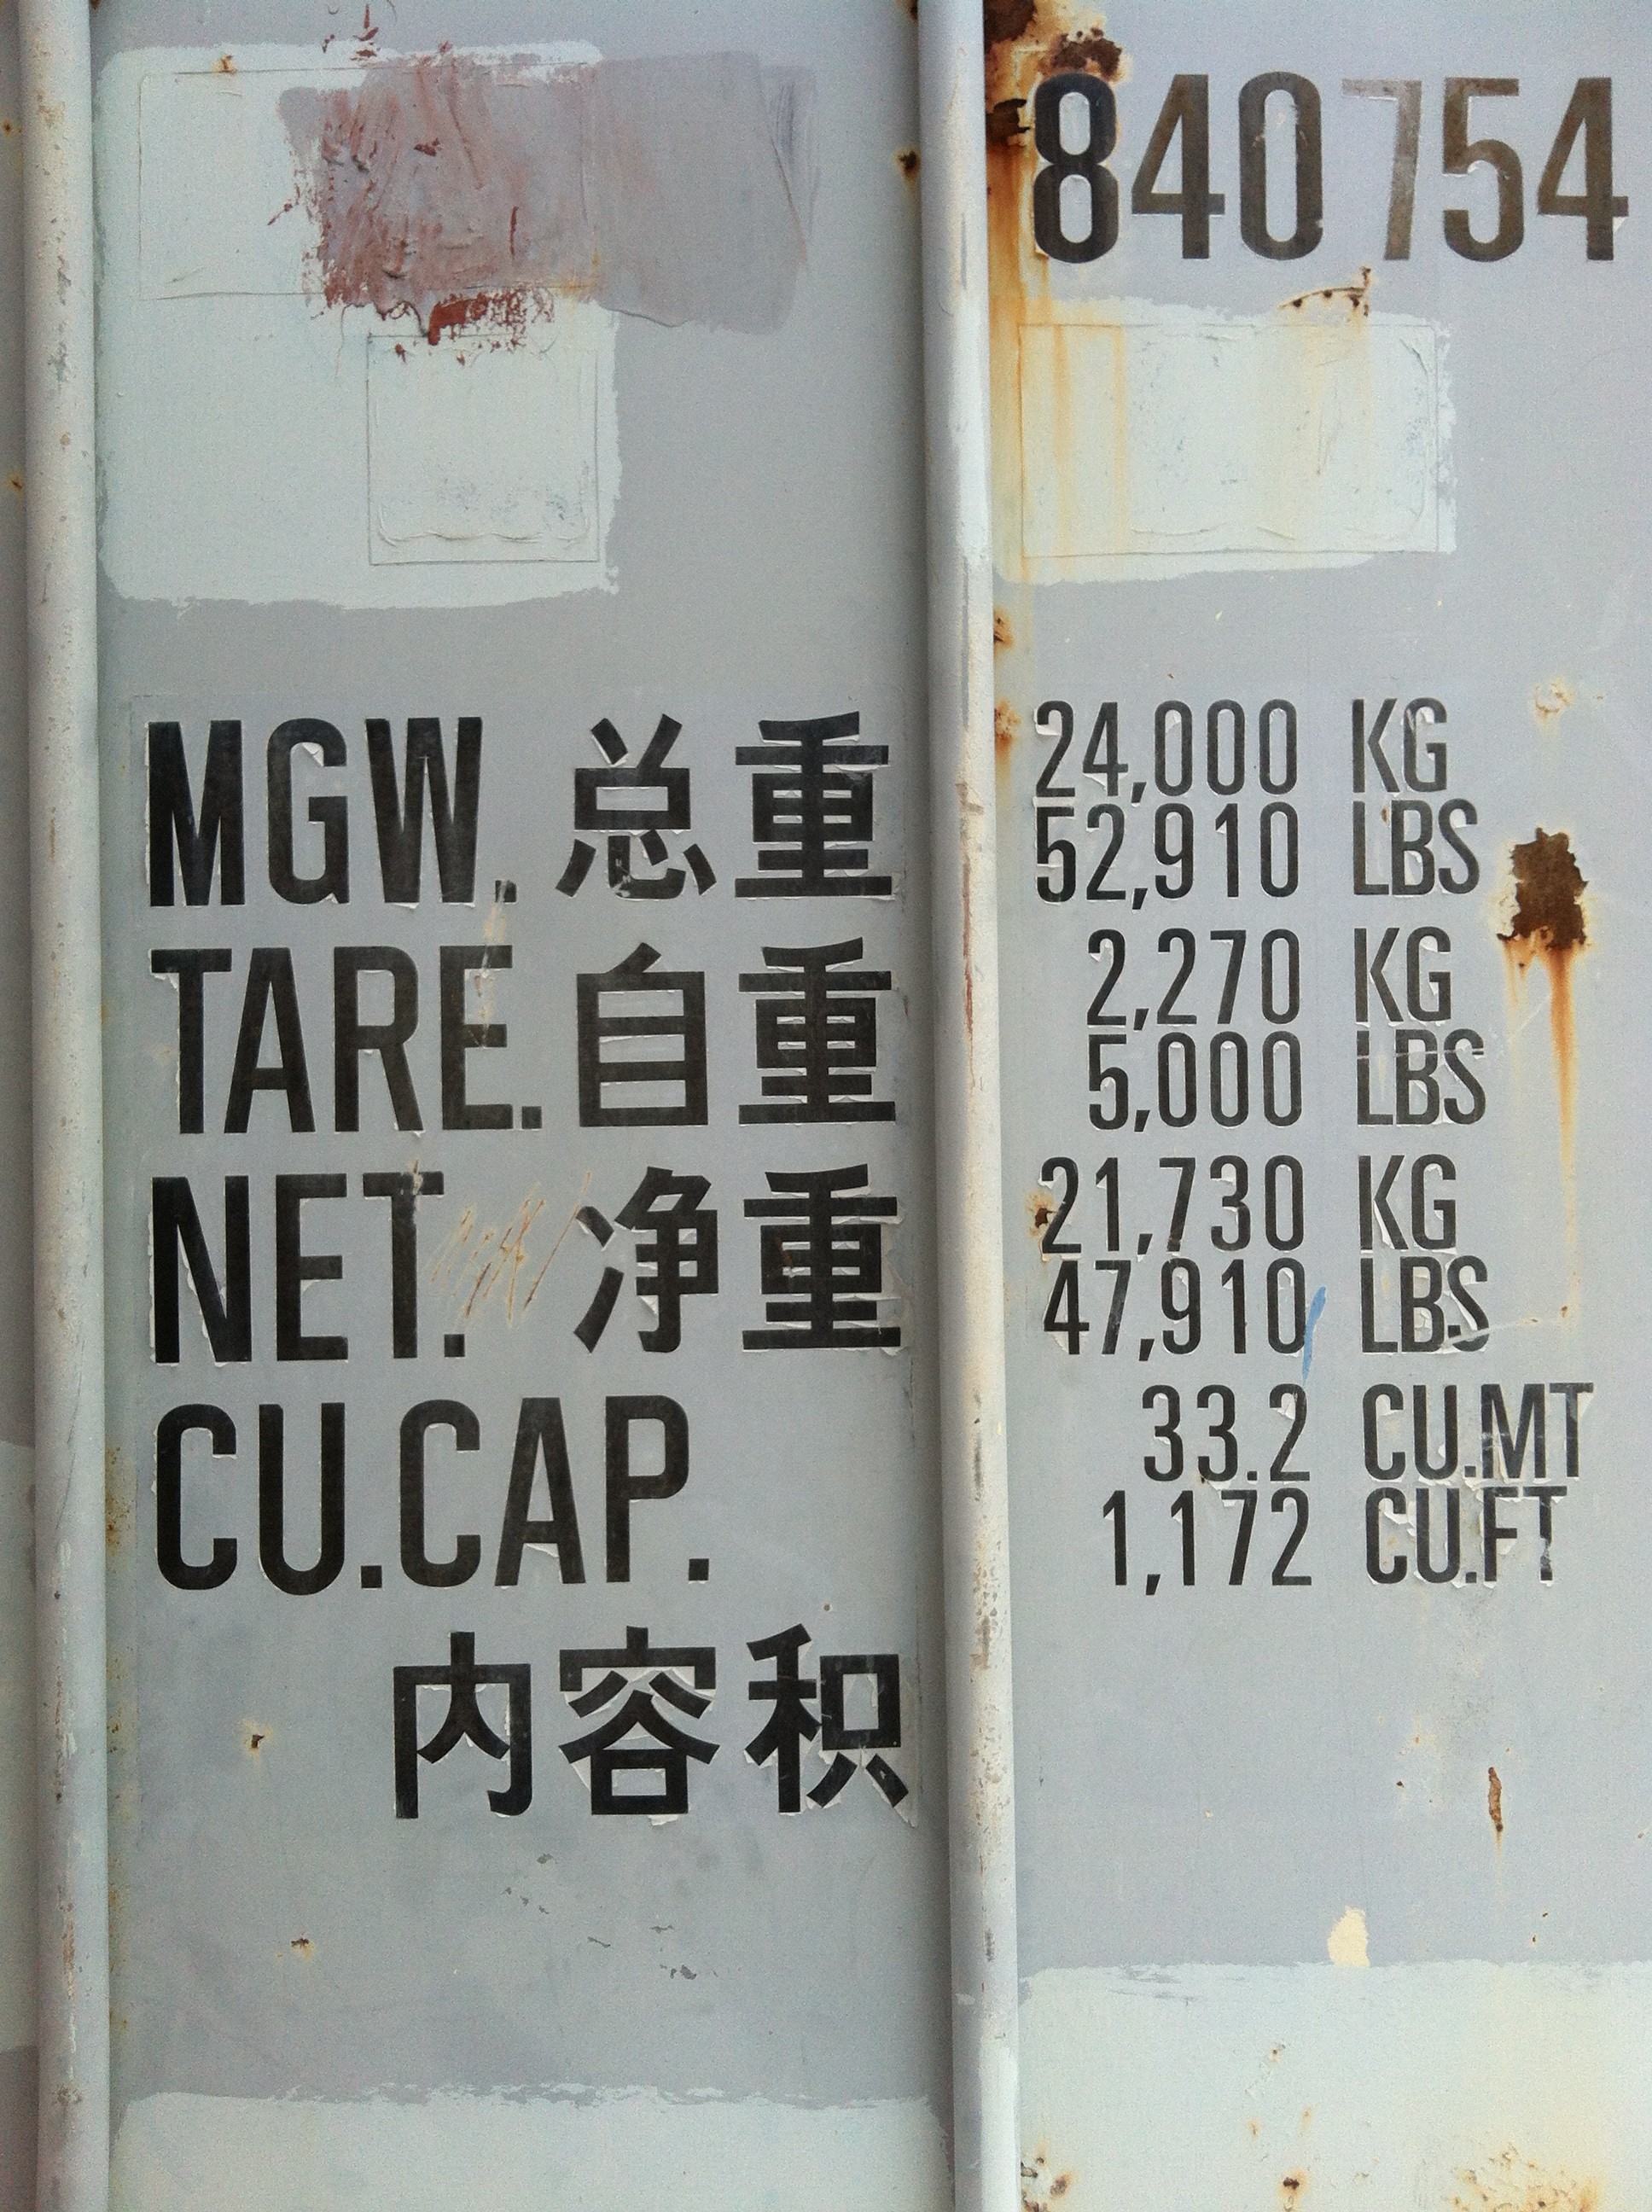 840 754
MGW. 总重 24,000 KG
52,910 LBS
TARE. 自重 2,270 KG
5,000 LBS
NET. 净重 21,730 KG
47,910 LBS
CU.CAP. 33.2 CU.MT
1,172 CU.FT
内容积